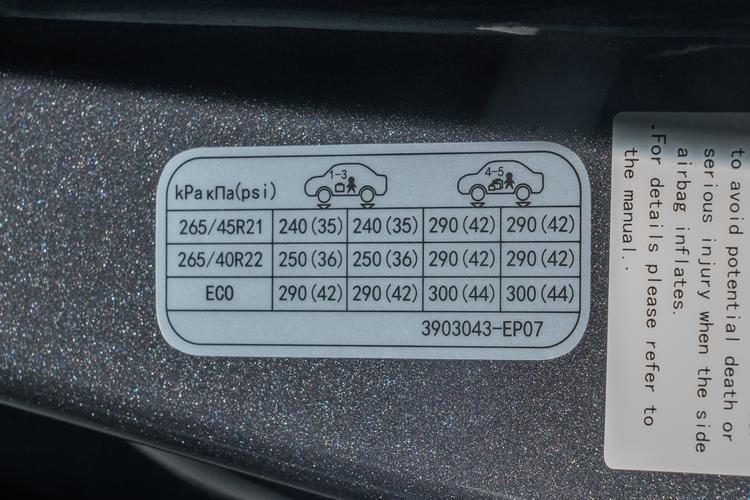 kPa кПа(psi) 1-3 4-5
265/45R21 240(35) 240(35) 290(42) 290(42)
265/40R22 250(36) 250(36) 290(42) 290(42)
ECO 290(42) 290(42) 300(44) 300(44)
3903043-EP07
to avoid potential death or
serious injury when the side
airbag inflates.
.For details please refer to
the manual.